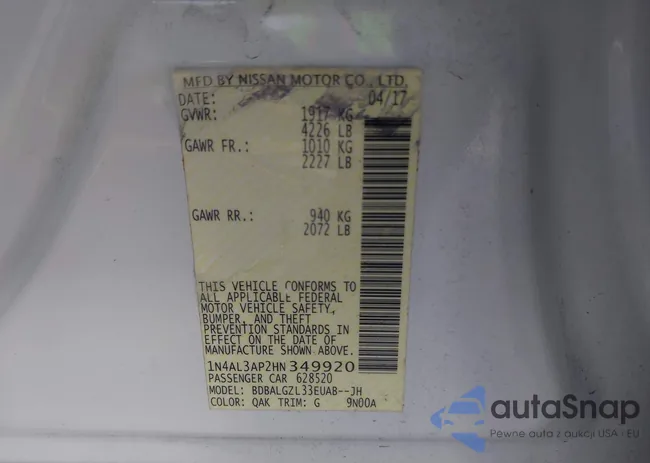 MFD BY NISSAN MOTOR CO., LTD.
DATE: 04/17
GVWR: 1917 KG
4226 LB
GAWR FR.: 1010 KG
2227 LB
GAWR RR.: 940 KG
2072 LB
THIS VEHICLE CONFORMS TO
ALL APPLICABLE FEDERAL
MOTOR VEHICLE SAFETY,
BUMPER, AND THEFT
PREVENTION STANDARDS IN
EFFECT ON THE DATE OF
MANUFACTURE SHOWN ABOVE.
1N4AL3AP2HN349920
PASSENGER CAR 628520
MODEL: BDBALGZL33EUA8--JH
COLOR: QAK TRIM: G 9N00A
autoSnap
Pewne auta z aukcji USA i EU